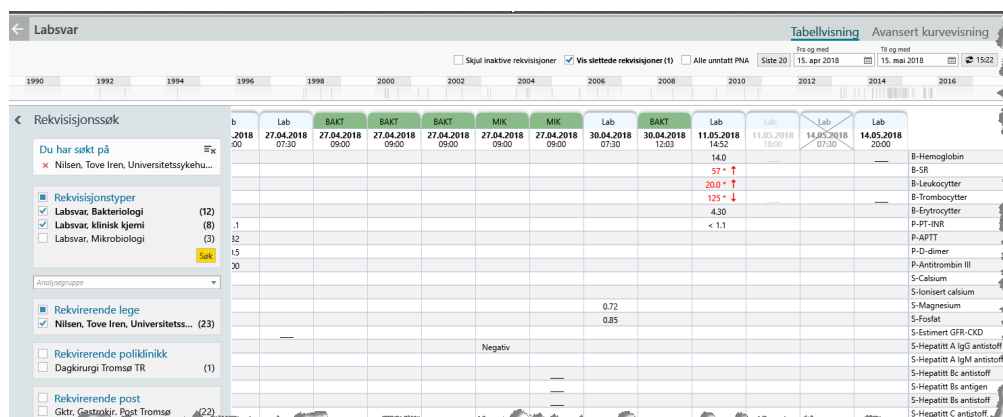 Labsvar
Tabellvisning Avansert kurvevisning
Skjul inaktive rekvisisjoner Vis slettede rekvisisjoner (1) Alle unntatt PNA Siste 20 Fra og med 15. apr 2018 Til og med 15. mai 2018 15:22
1990 1992 1994 1996 1998 2000 2002 2004 2006 2008 2010 2012 2014 2016
Rekvisisjonssøk
Du har søkt på
Nilsen, Tove Iren, Universitetssykehu...
Rekvisisjonstyper
Labsvar, Bakteriologi (12)
Labsvar, klinisk kjemi (8)
Labsvar, Mikrobiologi (3)
Søk
Analysegruppe
Rekvirerende lege
Nilsen, Tove Iren, Universitetss... (23)
Rekvirerende poliklinikk
Dagkirurgi Tromsø TR (1)
Rekvirerende post
Gktr, Gastrokir. Post Tromsø (22)
b Lab BAKT BAKT BAKT MIK MIK Lab BAKT Lab Lab Lab Lab
.2018 27.04.2018 27.04.2018 27.04.2018 27.04.2018 27.04.2018 27.04.2018 30.04.2018 30.04.2018 11.05.2018 11.05.2018 14.05.2018 14.05.2018
:00 07:30 09:00 09:00 09:00 09:00 09:00 07:30 12:03 14:52 18:00 07:30 20:00
14.0 B-Hemoglobin
57 * ↑ B-SR
20.0 * ↑ B-Leukocytter
125 * ↓ B-Trombocytter
4.30 B-Erytrocytter
.1 < 1.1 P-PT-INR
32 P-APTT
0.5 P-D-dimer
00 P-Antitrombin III
S-Calsium
S-Ionisert calsium
0.72 S-Magnesium
0.85 S-Fosfat
S-Estimert GFR-CKD
Negativ S-Hepatitt A IgG antistoff
S-Hepatitt A IgM antistoff
S-Hepatitt Bc antistoff
S-Hepatitt Bs antigen
S-Hepatitt Bs antistoff
S-Hepatitt C antistoff